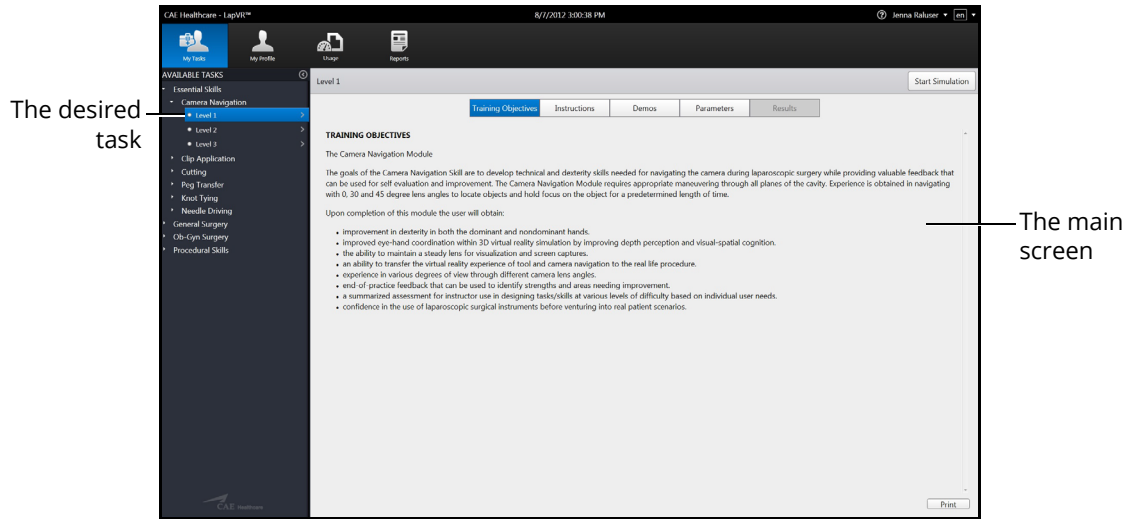 CAE Healthcare - LapVR™ 8/7/2012 3:00:38 PM ? Jenna Raluser en
My Tasks My Profile Usage Reports
AVAILABLE TASKS
Essential Skills
Camera Navigation
Level 1
Level 2
Level 3
Clip Application
Cutting
Peg Transfer
Knot Tying
Needle Driving
General Surgery
Ob-Gyn Surgery
Procedural Skills
CAE Healthcare
The desired
task
Level 1 Start Simulation
Training Objectives Instructions Demos Parameters Results
TRAINING OBJECTIVES
The Camera Navigation Module
The goals of the Camera Navigation Skill are to develop technical and dexterity skills needed for navigating the camera during laparoscopic surgery while providing valuable feedback that
can be used for self evaluation and improvement. The Camera Navigation Module requires appropriate maneuvering through all planes of the cavity. Experience is obtained in navigating
with 0, 30 and 45 degree lens angles to locate objects and hold focus on the object for a predetermined length of time.
Upon completion of this module the user will obtain:
• improvement in dexterity in both the dominant and nondominant hands.
• improved eye-hand coordination within 3D virtual reality simulation by improving depth perception and visual-spatial cognition.
• the ability to maintain a steady lens for visualization and screen captures.
• an ability to transfer the virtual reality experience of tool and camera navigation to the real life procedure.
• experience in various degrees of view through different camera lens angles.
• end-of-practice feedback that can be used to identify strengths and areas needing improvement.
• a summarized assessment for instructor use in designing tasks/skills at various levels of difficulty based on individual user needs.
• confidence in the use of laparoscopic surgical instruments before venturing into real patient scenarios.
Print
The main
screen